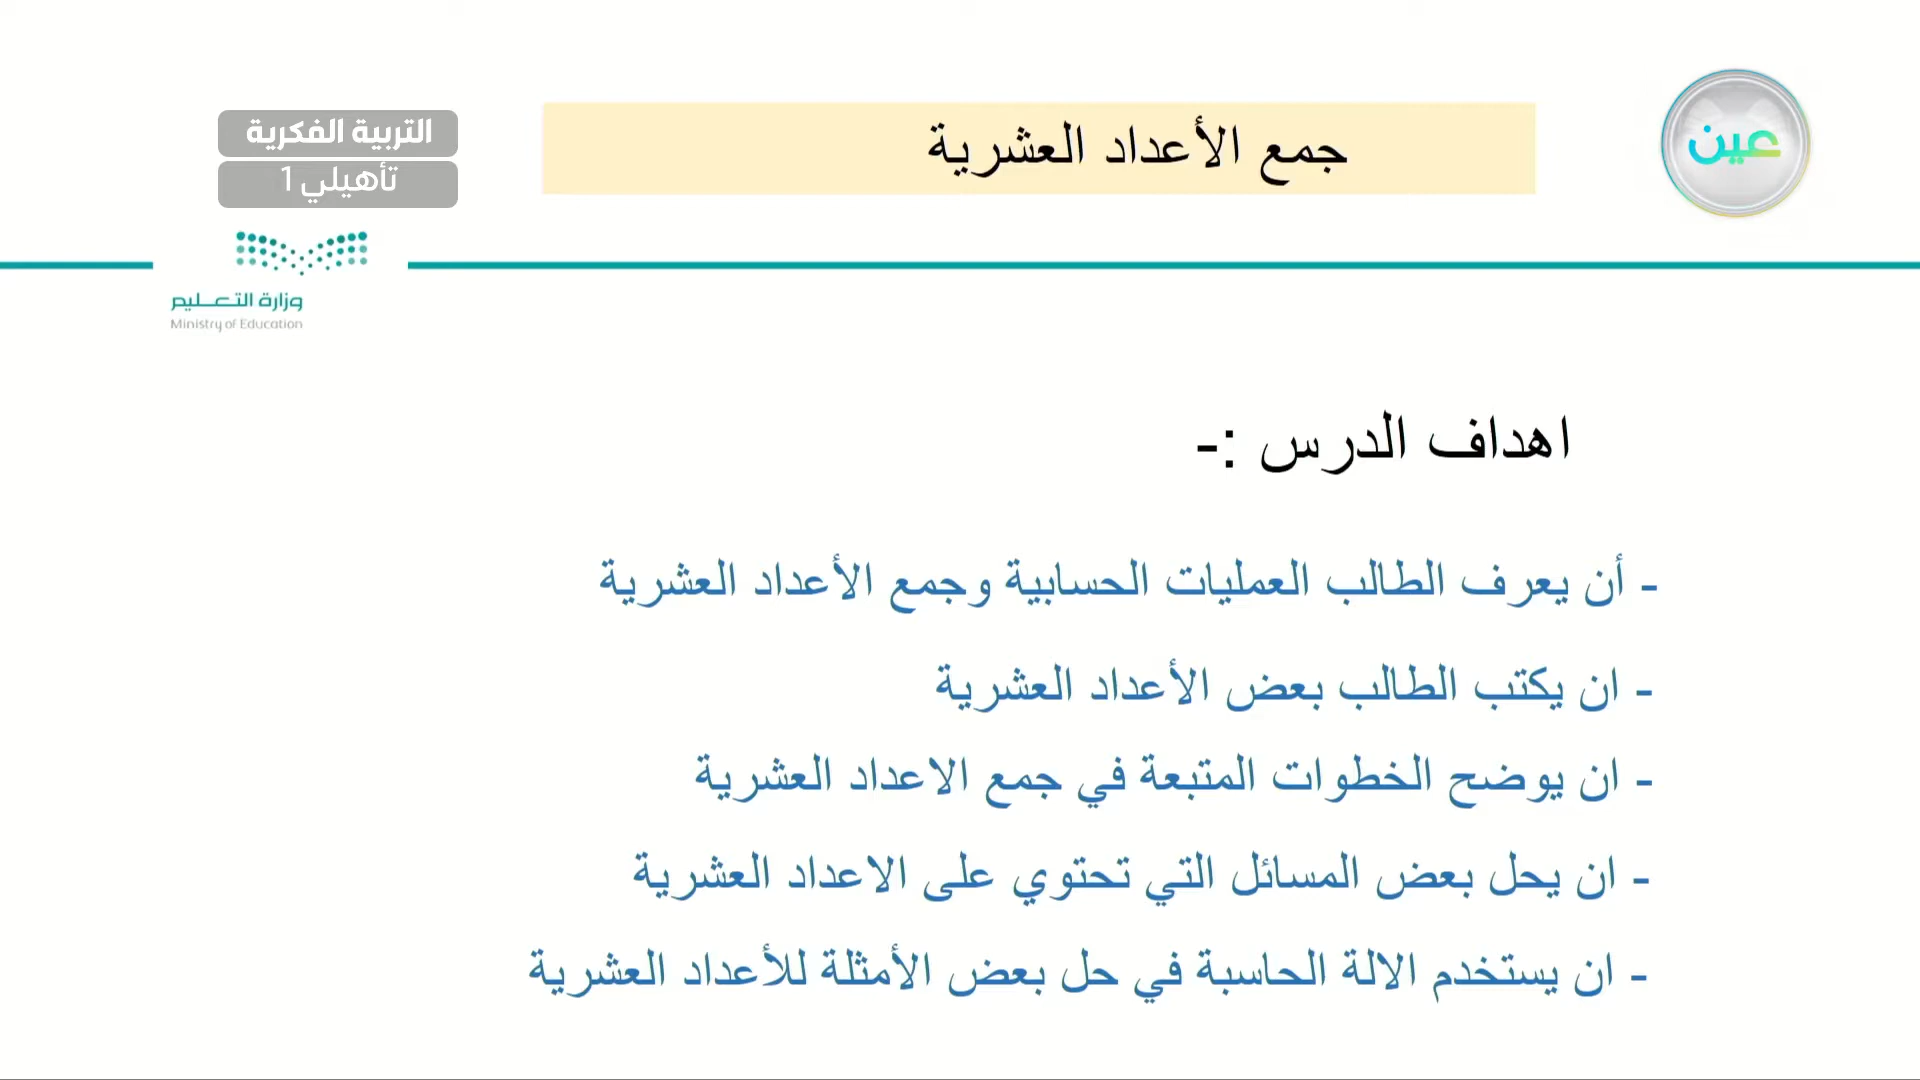 التربية الفكرية
تأهيلي 1
جمع الأعداد العشرية
عين
وزارة التعليم
Ministry of Education
اهداف الدرس :-
- أن يعرف الطالب العمليات الحسابية وجمع الأعداد العشرية
- ان يكتب الطالب بعض الأعداد العشرية
- ان يوضح الخطوات المتبعة في جمع الاعداد العشرية
- ان يحل بعض المسائل التي تحتوي على الاعداد العشرية
- ان يستخدم الالة الحاسبة في حل بعض الأمثلة للأعداد العشرية